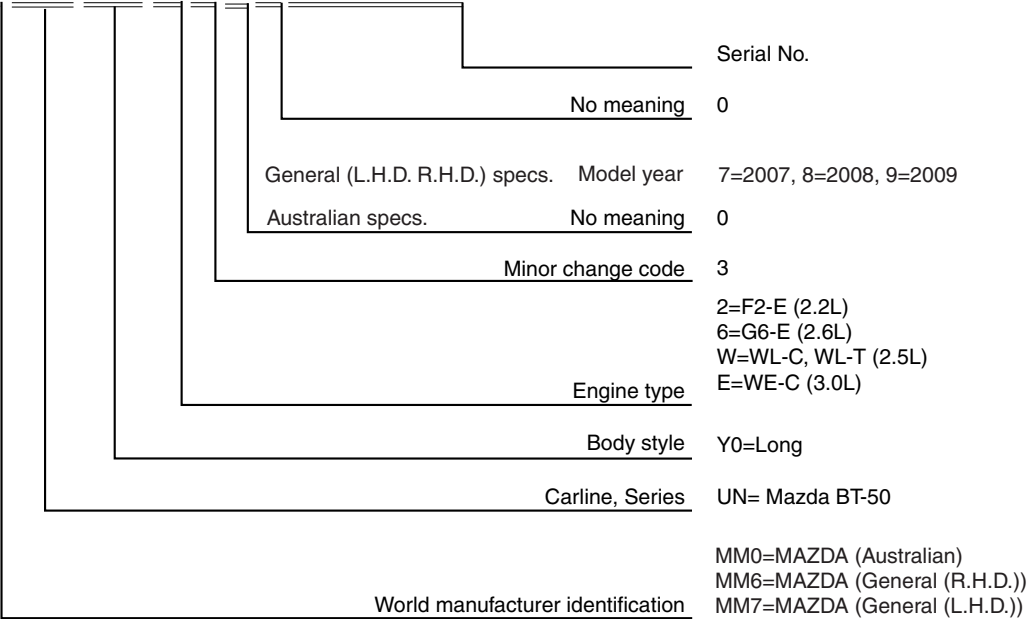 Serial No.
No meaning 0
General (L.H.D. R.H.D.) specs. Model year 7=2007, 8=2008, 9=2009
Australian specs. No meaning 0
Minor change code 3
2=F2-E (2.2L)
6=G6-E (2.6L)
W=WL-C, WL-T (2.5L)
Engine type E=WE-C (3.0L)
Body style Y0=Long
Carline, Series UN= Mazda BT-50
MM0=MAZDA (Australian)
MM6=MAZDA (General (R.H.D.))
World manufacturer identification MM7=MAZDA (General (L.H.D.))